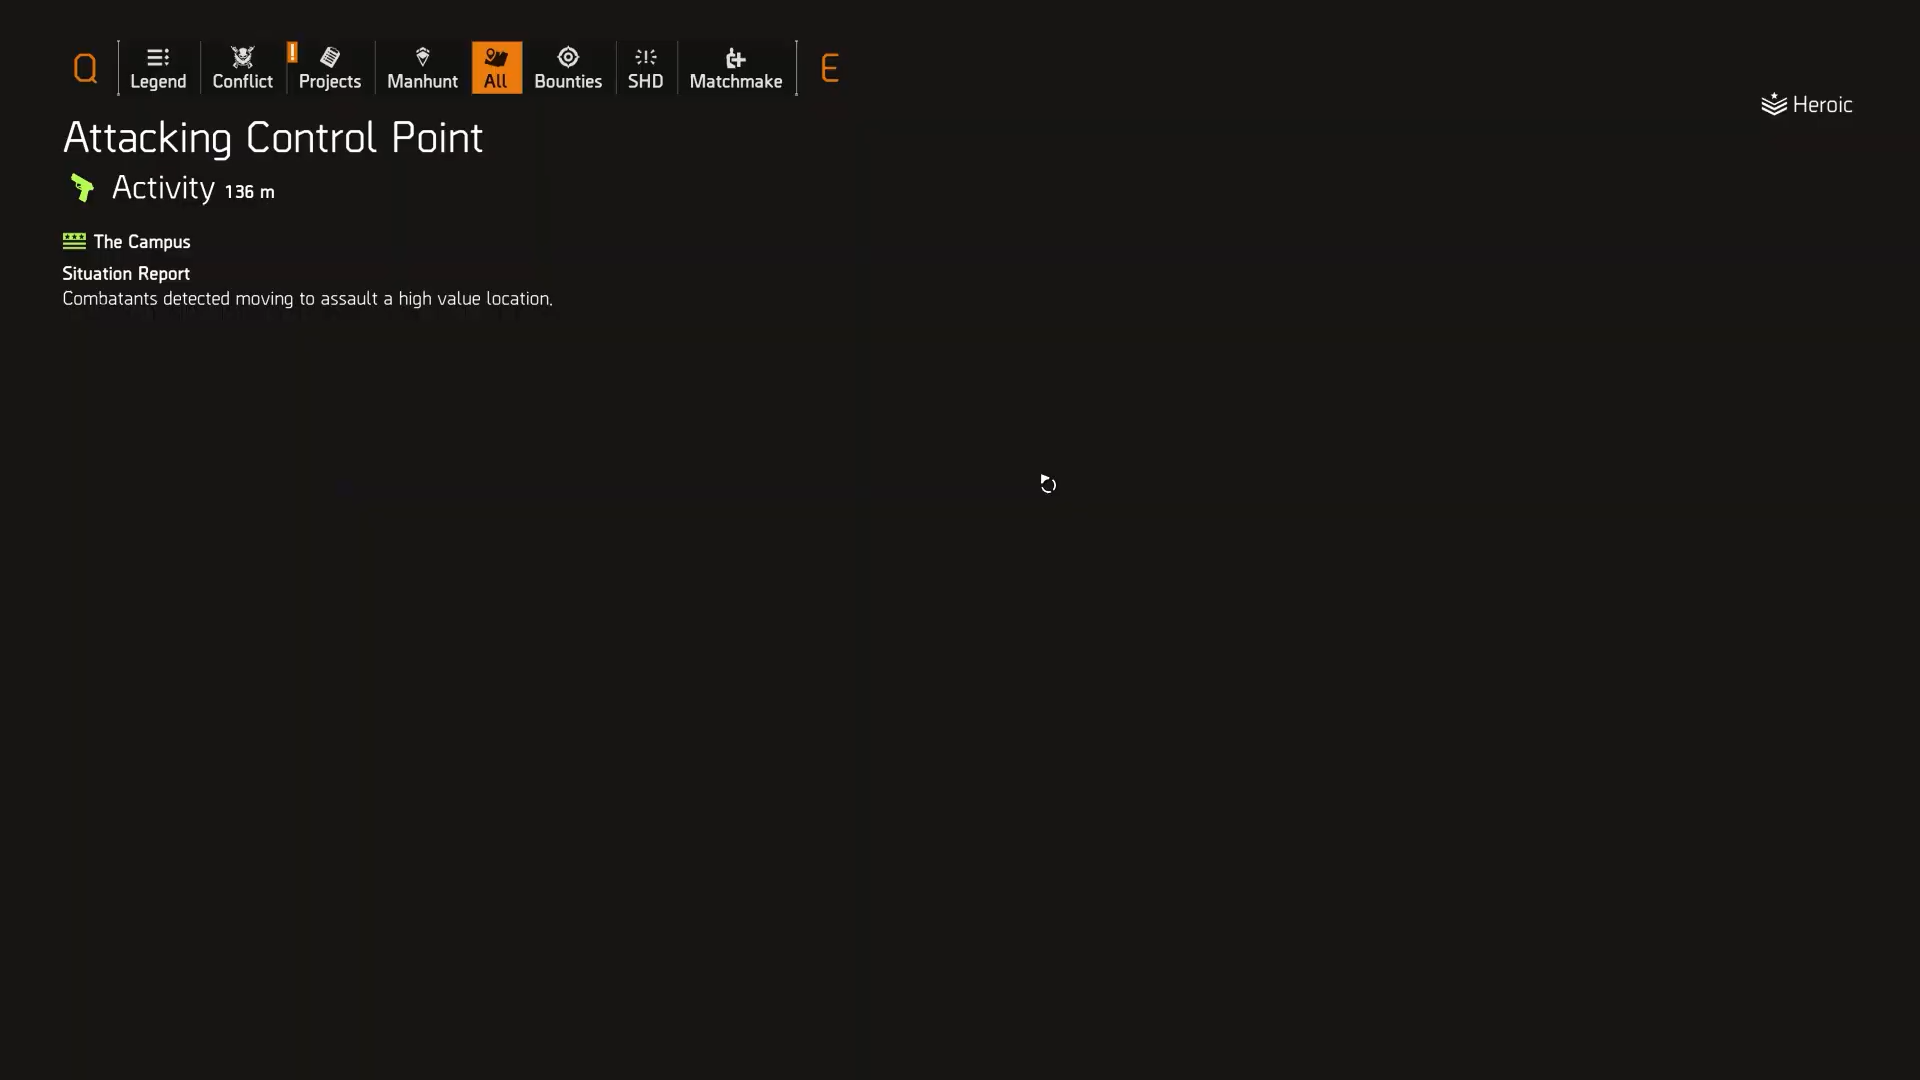 Q Legend Conflict ! Projects Manhunt All Bounties SHD Matchmake E
Heroic
Attacking Control Point
Activity 136 m
The Campus
Situation Report
Combatants detected moving to assault a high value location.